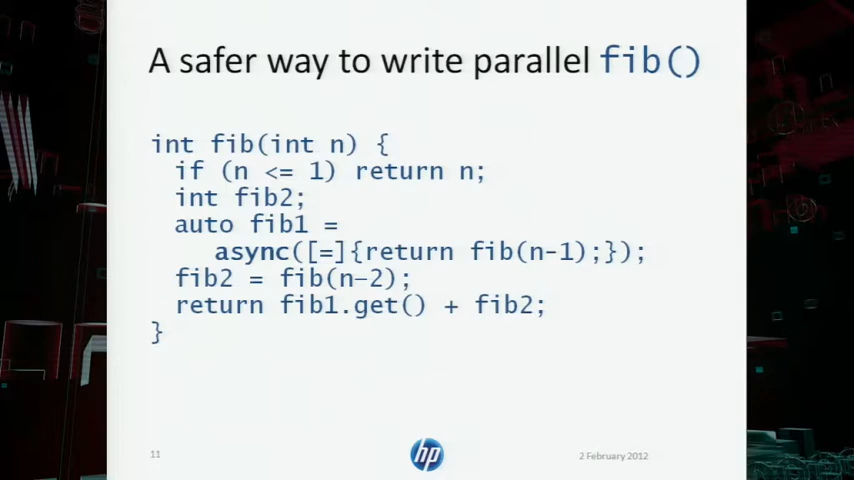 A safer way to write parallel fib()
int fib(int n) {
if (n <= 1) return n;
int fib2;
auto fib1 =
async([=]{return fib(n-1);});
fib2 = fib(n−2);
return fib1.get() + fib2;
}
11
hp
2 February 2012